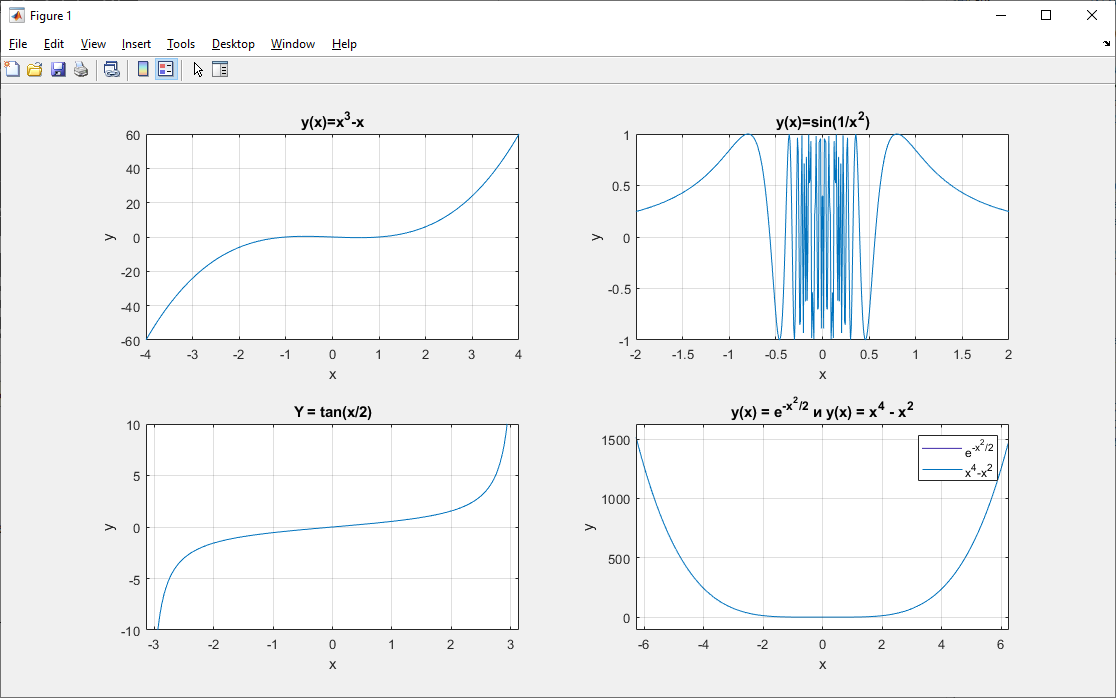 Figure 1
File Edit View Insert Tools Desktop Window Help
y(x)=x³-x
60
40
20
0
-20
-40
-60
y
-4 -3 -2 -1 0 1 2 3 4
x
y(x)=sin(1/x²)
1
0.5
0
-0.5
-1
y
-2 -1.5 -1 -0.5 0 0.5 1 1.5 2
x
Y = tan(x/2)
10
5
0
-5
-10
y
-3 -2 -1 0 1 2 3
x
y(x) = e^-x²/2 и y(x) = x⁴ - x²
1500
1000
500
0
y
e^-x²/2
x⁴-x²
-6 -4 -2 0 2 4 6
x